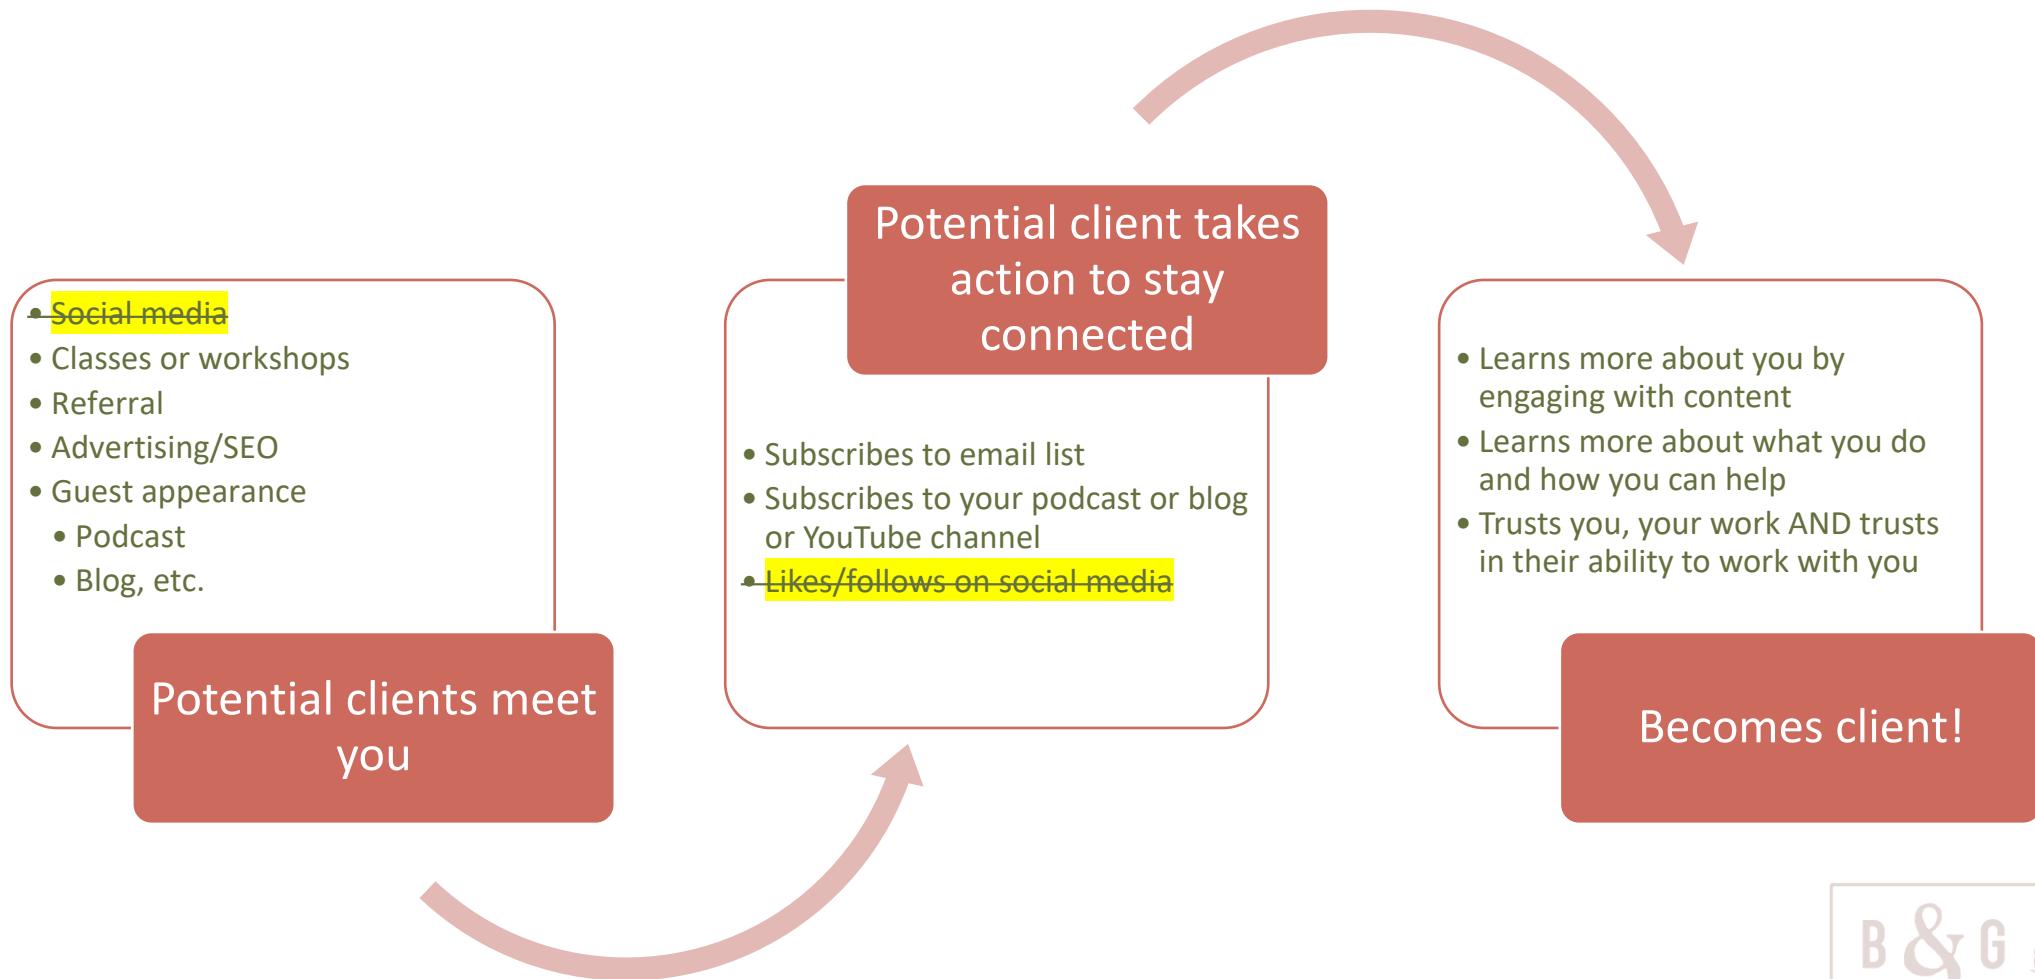 • ~~Social media~~
• Classes or workshops
• Referral
• Advertising/SEO
• Guest appearance
• Podcast
• Blog, etc.
Potential clients meet
you
Potential client takes
action to stay
connected
• Subscribes to email list
• Subscribes to your podcast or blog
or YouTube channel
• ~~Likes/follows on social media~~
• Learns more about you by
engaging with content
• Learns more about what you do
and how you can help
• Trusts you, your work AND trusts
in their ability to work with you
Becomes client!
B & G